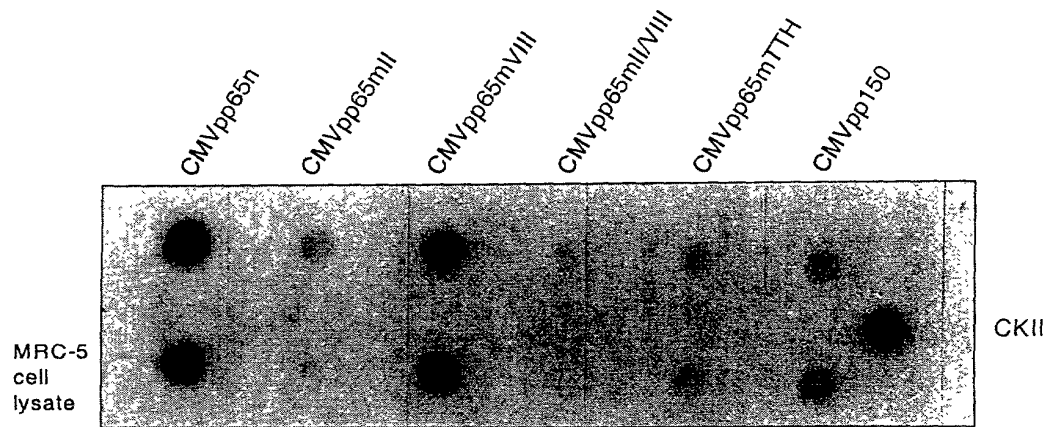 CMVpp65n
CMVpp65mII
CMVpp65mVIII
CMVpp65mII/VIII
CMVpp65mTTH
CMVpp150
CKII
MRC-5
cell
lysate